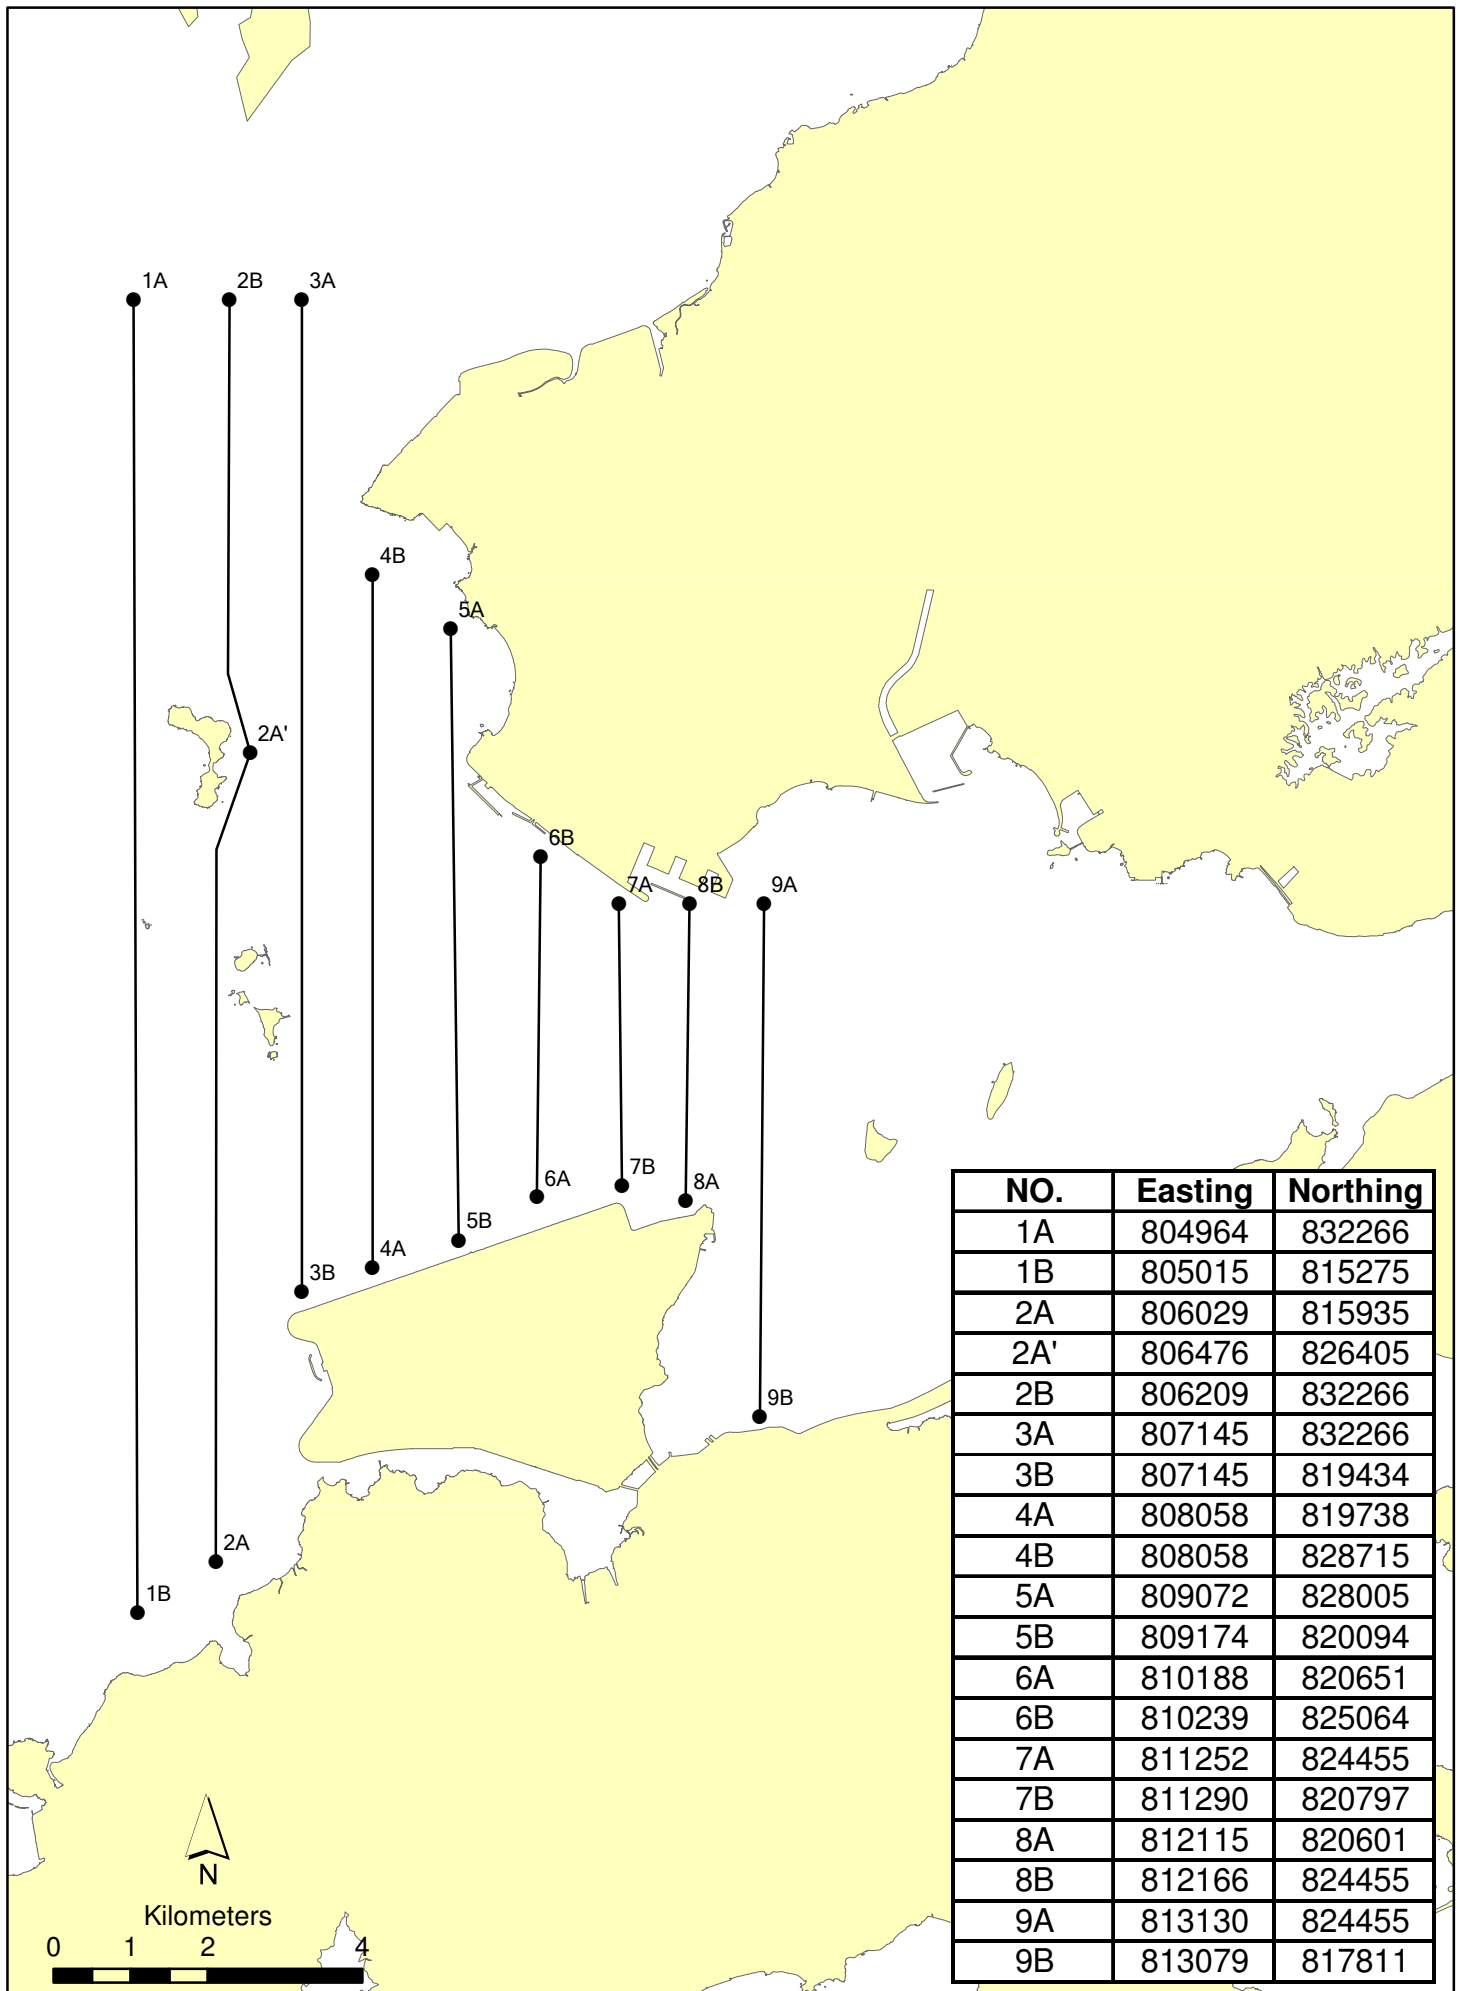 1A 2B 3A
4B
5A
2A'
6B
7A 8B 9A
7B
6A 8A
5B
4A
3B
9B
2A
1B
NO. Easting Northing
1A 804964 832266
1B 805015 815275
2A 806029 815935
2A' 806476 826405
2B 806209 832266
3A 807145 832266
3B 807145 819434
4A 808058 819738
4B 808058 828715
5A 809072 828005
5B 809174 820094
6A 810188 820651
6B 810239 825064
7A 811252 824455
7B 811290 820797
8A 812115 820601
8B 812166 824455
9A 813130 824455
9B 813079 817811
N
Kilometers
0 1 2 4